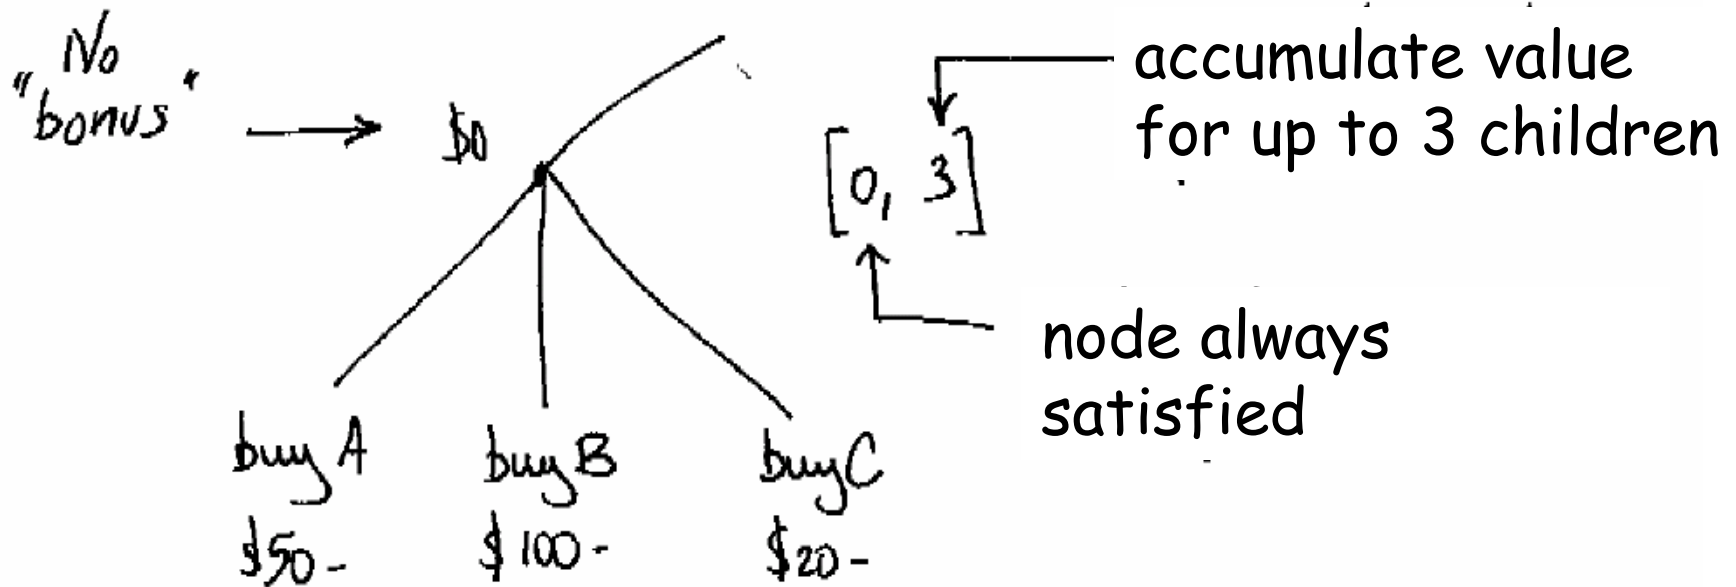 No
"bonus"
$0
accumulate value
for up to 3 children
[0, 3]
node always
satisfied
buy A
buy B
buy C
$50-
$100-
$20-